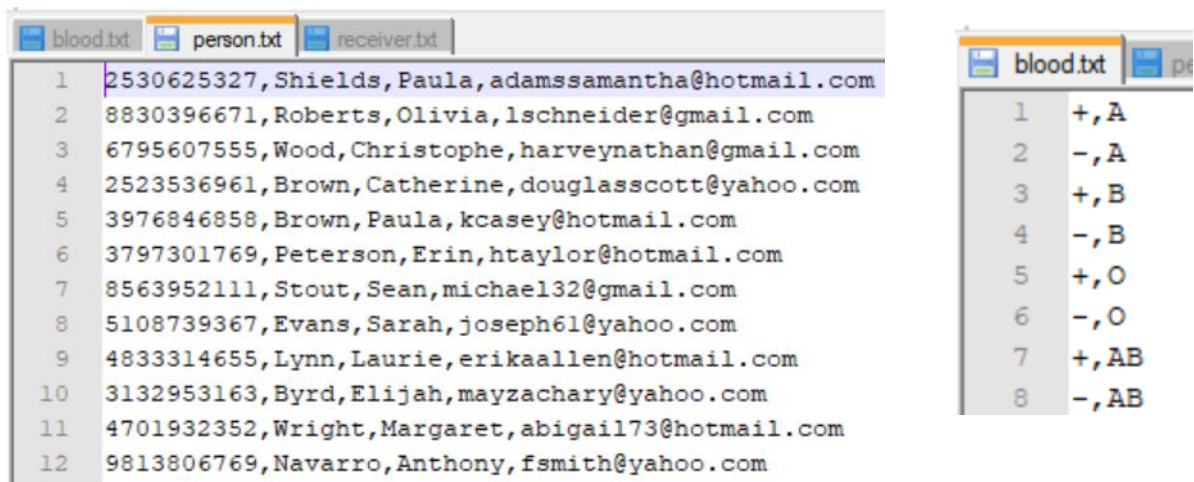 blood.txt person.txt receiver.txt
1 2530625327,Shields,Paula,adamssamantha@hotmail.com
2 8830396671,Roberts,Olivia,lschneider@gmail.com
3 6795607555,Wood,Christophe,harveynathan@gmail.com
4 2523536961,Brown,Catherine,douglasscott@yahoo.com
5 3976846858,Brown,Paula,kcasey@hotmail.com
6 3797301769,Peterson,Erin,htaylor@hotmail.com
7 8563952111,Stout,Sean,michael32@gmail.com
8 5108739367,Evans,Sarah,joseph61@yahoo.com
9 4833314655,Lynn,Laurie,erikaallen@hotmail.com
10 3132953163,Byrd,Elijah,mayzachary@yahoo.com
11 4701932352,Wright,Margaret,abigail73@hotmail.com
12 9813806769,Navarro,Anthony,fsmith@yahoo.com
blood.txt pe
1 +,A
2 -,A
3 +,B
4 -,B
5 +,O
6 -,O
7 +,AB
8 -,AB